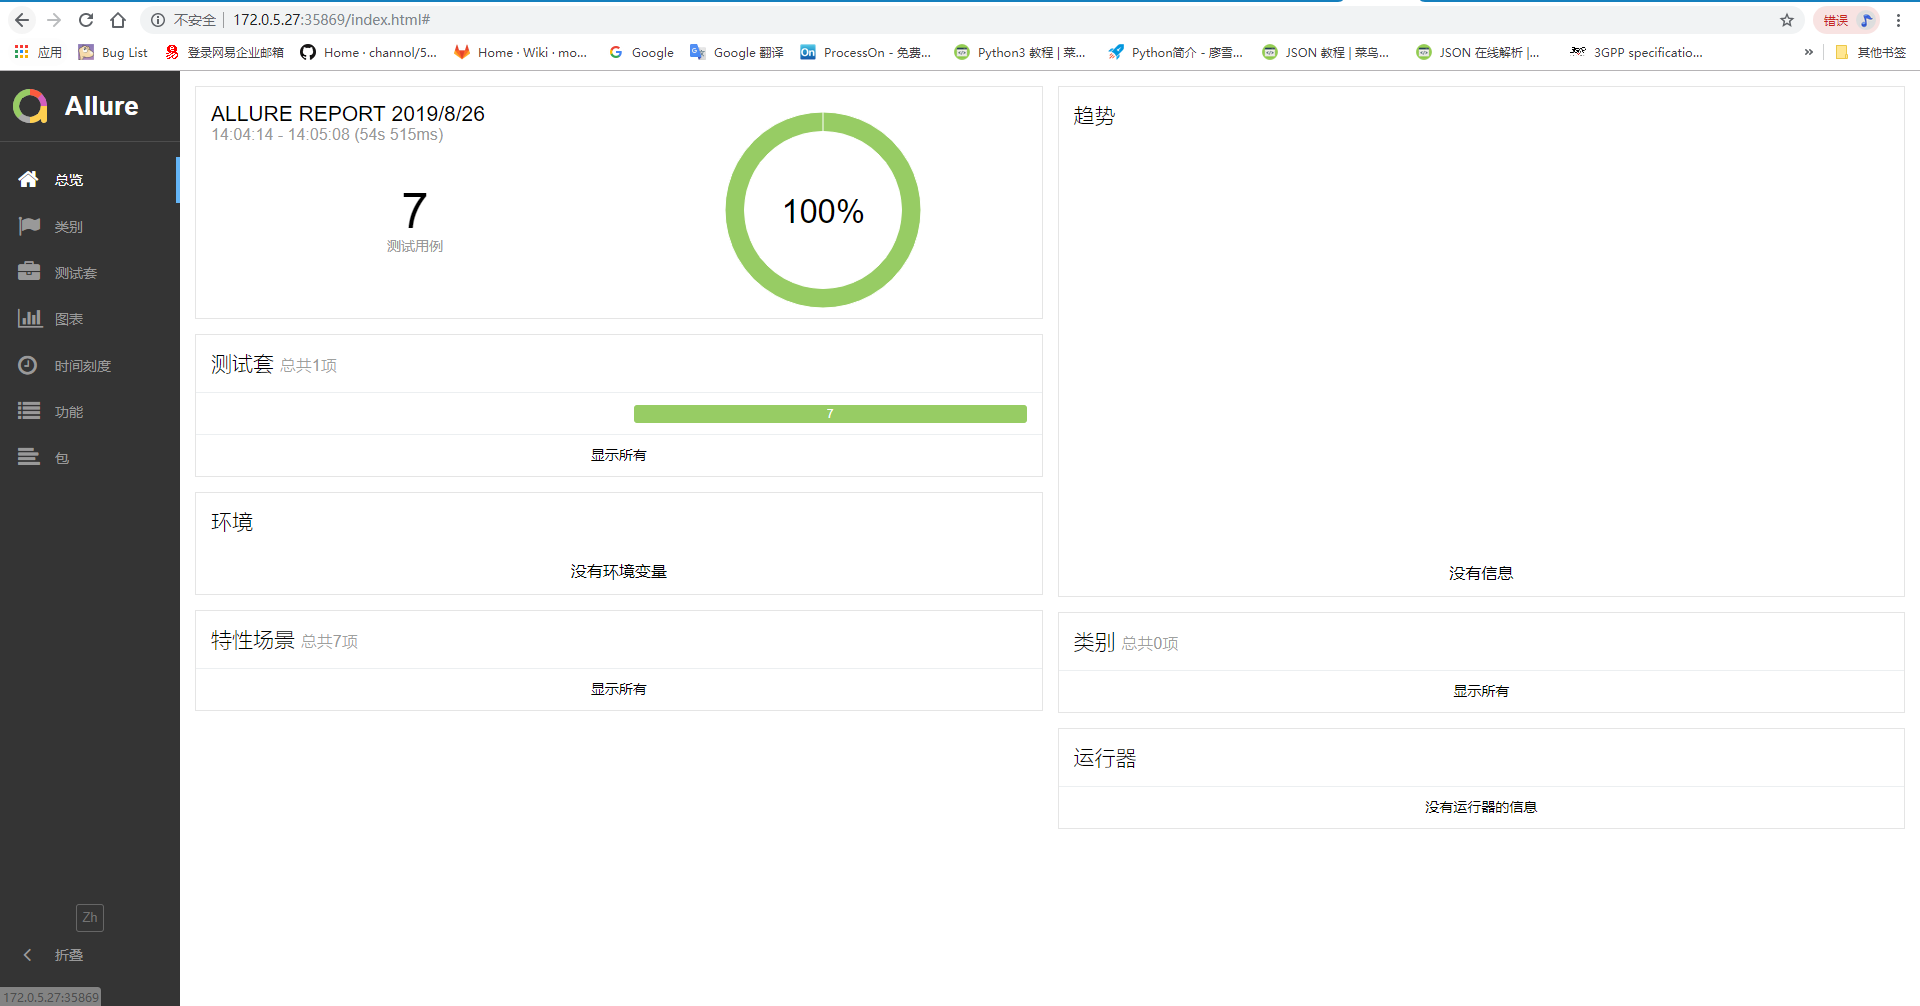 不安全 172.0.5.27:35869/index.html#
错误
应用 Bug List 登录网易企业邮箱 Home · channol/5... Home · Wiki · mo... Google Google 翻译 ProcessOn - 免费... Python3 教程 | 菜... Python简介 - 廖雪... JSON 教程 | 菜鸟... JSON 在线解析 |... 3GPP specificatio... » 其他书签
Allure
总览
类别
测试套
图表
时间刻度
功能
包
Zh
折叠
172.0.5.27:35869
ALLURE REPORT 2019/8/26
14:04:14 - 14:05:08 (54s 515ms)
7
测试用例
100%
测试套 总共1项
7
显示所有
环境
没有环境变量
特性场景 总共7项
显示所有
趋势
没有信息
类别 总共0项
显示所有
运行器
没有运行器的信息